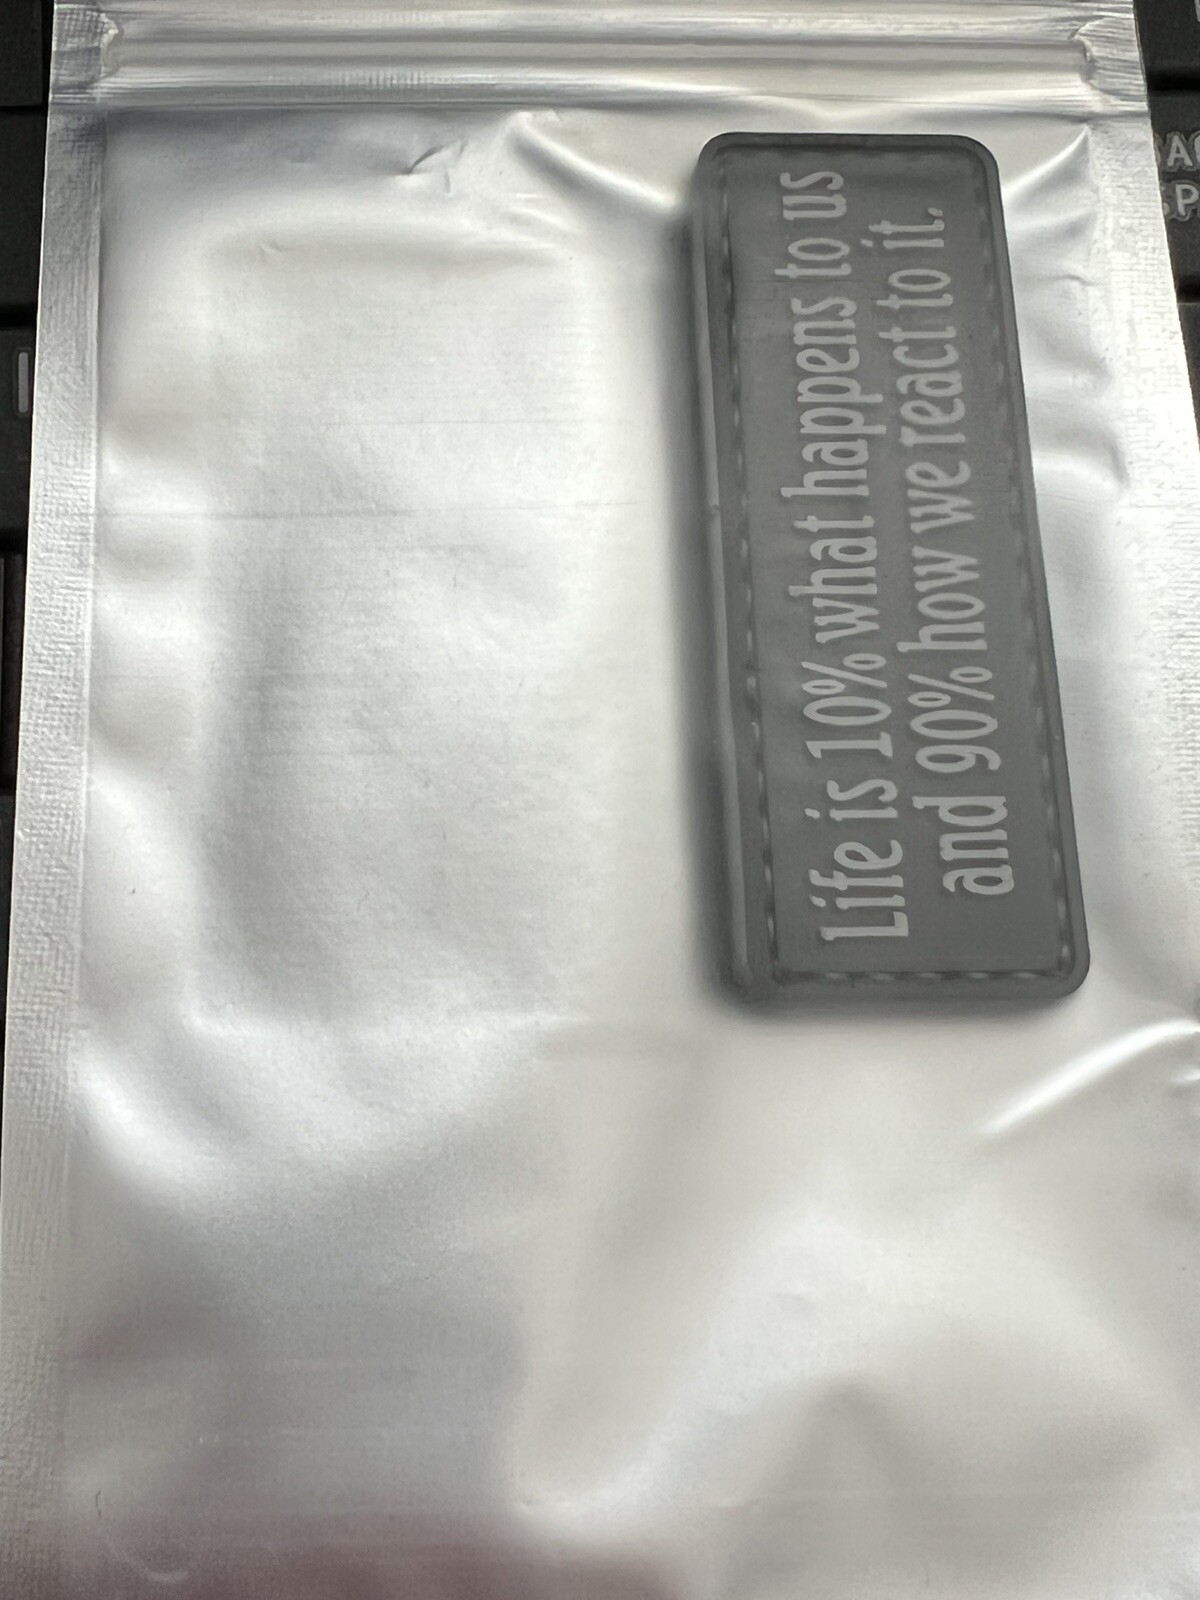 Life is 10% what happens to us
and 90% how we react to it.